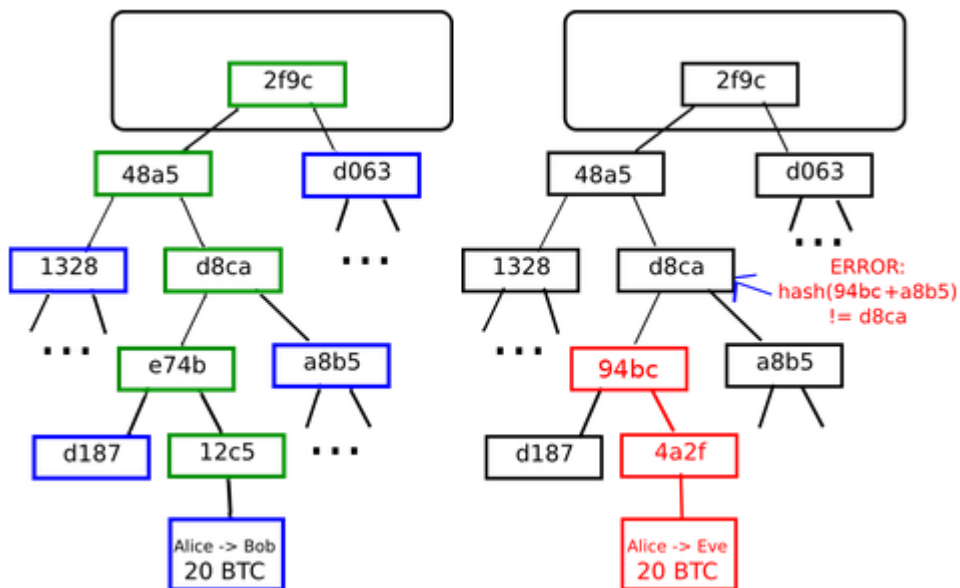 2f9c
48a5
d063
1328
d8ca
...
...
e74b
a8b5
d187
12c5
...
Alice -> Bob
20 BTC
2f9c
48a5
d063
...
1328
d8ca
ERROR:
hash(94bc+a8b5)
!= d8ca
...
94bc
a8b5
d187
4a2f
Alice -> Eve
20 BTC